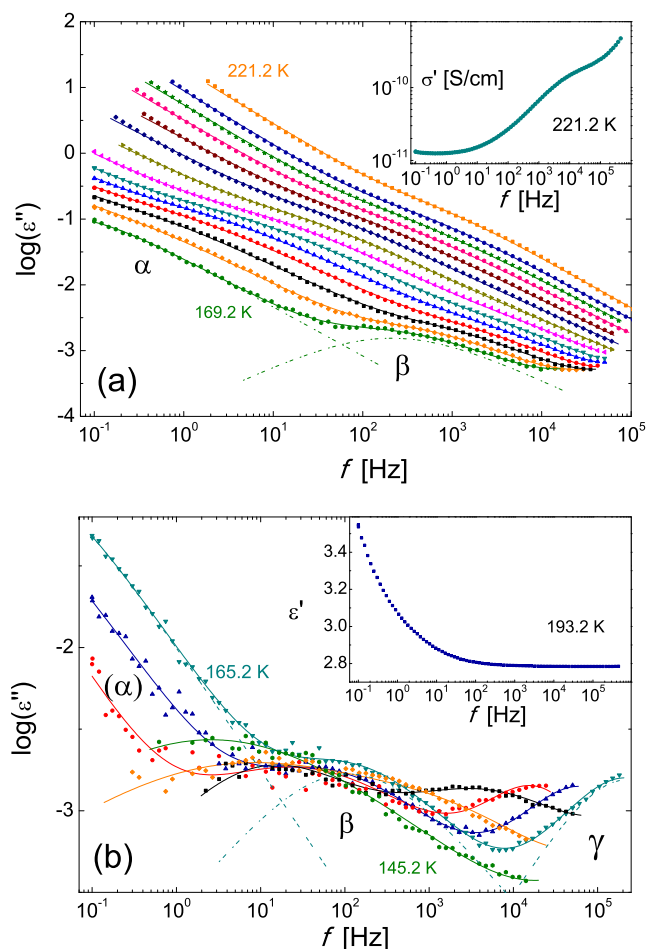 2
1
0
-1
-2
-3
-4
10⁻¹ 10⁰ 10¹ 10² 10³ 10⁴ 10⁵
log(ε'')
f [Hz]
221.2 K
α
169.2 K
β
(a)
σ' [S/cm]
10⁻¹⁰
10⁻¹¹
221.2 K
10⁻¹ 10⁰ 10¹ 10² 10³ 10⁴ 10⁵
f [Hz]
-2
-3
log(ε'')
10⁻¹ 10⁰ 10¹ 10² 10³ 10⁴ 10⁵
f [Hz]
(α)
165.2 K
β
γ
145.2 K
(b)
ε'
3.6
3.4
3.2
3.0
2.8
193.2 K
10⁻¹ 10⁰ 10¹ 10² 10³ 10⁴ 10⁵
f [Hz]